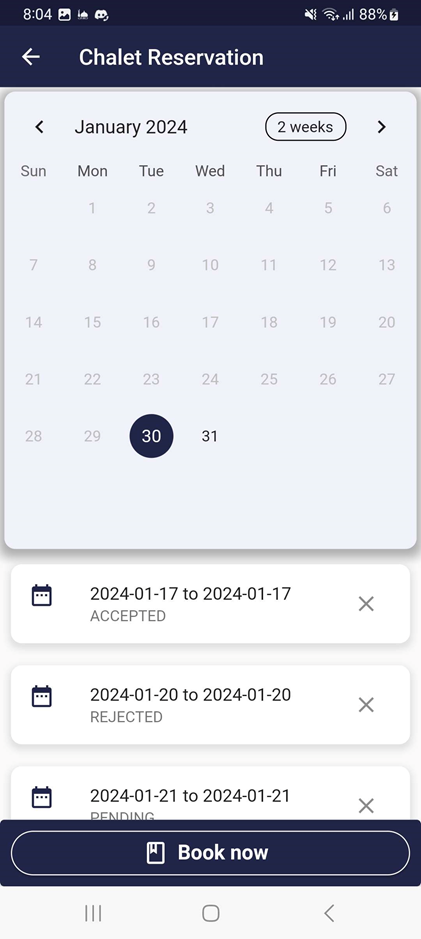 8:04 88%
Chalet Reservation
January 2024 2 weeks
Sun Mon Tue Wed Thu Fri Sat
1 2 3 4 5 6
7 8 9 10 11 12 13
14 15 16 17 18 19 20
21 22 23 24 25 26 27
28 29 30 31
2024-01-17 to 2024-01-17
ACCEPTED
2024-01-20 to 2024-01-20
REJECTED
2024-01-21 to 2024-01-21
PENDING
Book now